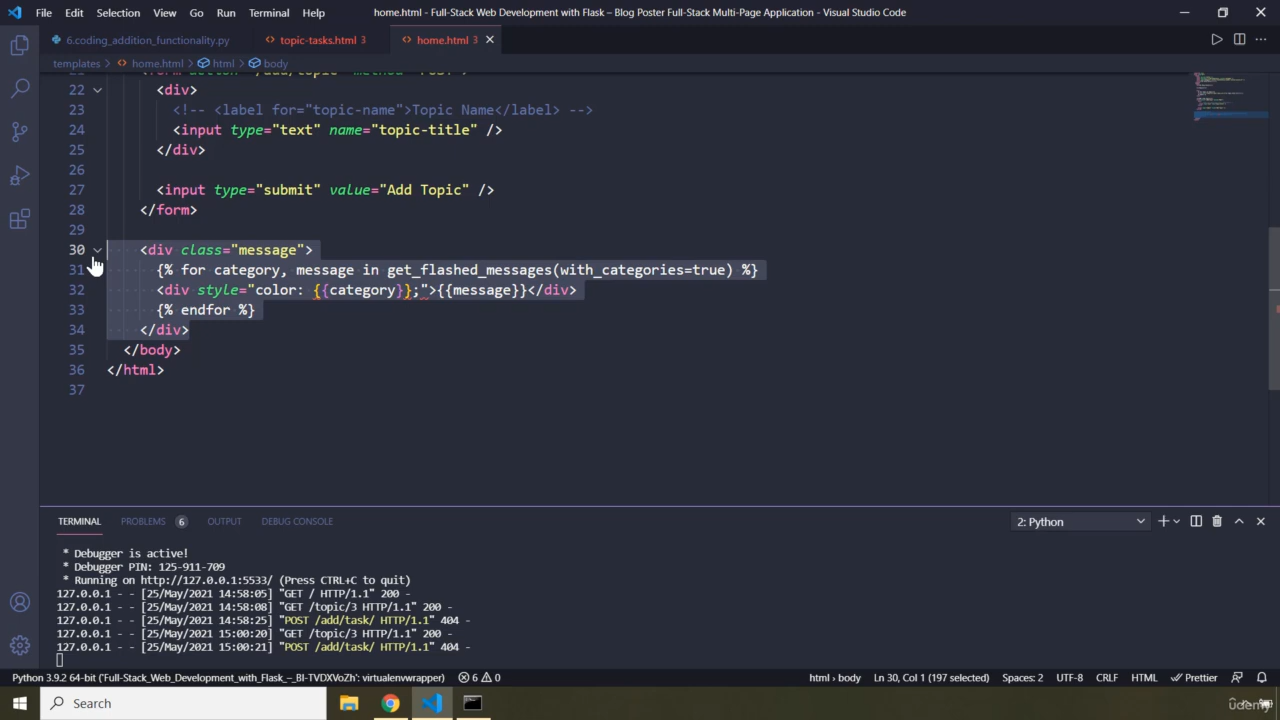 File Edit Selection View Go Run Terminal Help home.html - Full-Stack Web Development with Flask – Blog Poster Full-Stack Multi-Page Application - Visual Studio Code
6.coding_addition_functionality.py topic-tasks.html 3 home.html 3
templates > home.html > html > body
22 <div>
23 <!-- <label for="topic-name">Topic Name</label> -->
24 <input type="text" name="topic-title" />
25 </div>
26
27 <input type="submit" value="Add Topic" />
28 </form>
29
30 <div class="message">
31 {% for category, message in get_flashed_messages(with_categories=true) %}
32 <div style="color: {{category}};">{{message}}</div>
33 {% endfor %}
34 </div>
35 </body>
36 </html>
37
TERMINAL PROBLEMS 6 OUTPUT DEBUG CONSOLE 2: Python
* Debugger is active!
* Debugger PIN: 125-911-709
* Running on http://127.0.0.1:5533/ (Press CTRL+C to quit)
127.0.0.1 - - [25/May/2021 14:58:05] "GET / HTTP/1.1" 200 -
127.0.0.1 - - [25/May/2021 14:58:08] "GET /topic/3 HTTP/1.1" 200 -
127.0.0.1 - - [25/May/2021 14:58:25] "POST /add/task/ HTTP/1.1" 404 -
127.0.0.1 - - [25/May/2021 15:00:20] "GET /topic/3 HTTP/1.1" 200 -
127.0.0.1 - - [25/May/2021 15:00:21] "POST /add/task/ HTTP/1.1" 404 -
Python 3.9.2 64-bit ('Full-Stack_Web_Development_with_Flask_–_BI-TVDXVoZh': virtualenvwrapper) 6 0 html › body Ln 30, Col 1 (197 selected) Spaces: 2 UTF-8 CRLF HTML Prettier
Search
udemy